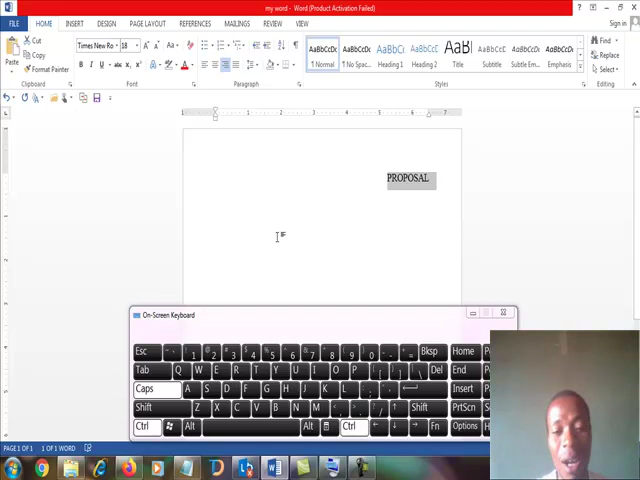 my word - Word (Product Activation Failed)
FILE HOME INSERT DESIGN PAGE LAYOUT REFERENCES MAILINGS REVIEW VIEW Sign in
Paste Cut Copy Format Painter
Times New Ro 18
Clipboard Font Paragraph Styles Editing
AaBbCcDc ¶ Normal
AaBbCcDc ¶ No Spac...
AaBbCc Heading 1
AaBbCcC Heading 2
AaB Title
AaBbCcC Subtitle
AaBbCcDc Subtle Em...
AaBbCcDc Emphasis
Find Replace Select
PROPOSAL
On-Screen Keyboard
Esc 1 2 3 4 5 6 7 8 9 0 - = Bksp Home
Tab Q W E R T Y U I O P [ ] \ Del End
Caps A S D F G H J K L ; ' Insert
Shift Z X C V B N M , . / Shift PrtScn
Ctrl Alt Alt Ctrl Fn Options
PAGE 1 OF 1 1 OF 1 WORD